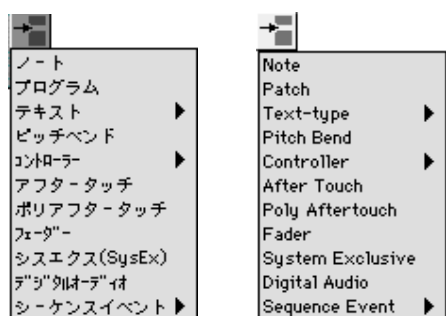 ノート
プログラム
テキスト
ピッチベンド
ｺﾝﾄﾛｰﾗｰ
アフタータッチ
ポリアフタータッチ
ﾌｪｰﾀﾞｰ
シスエクス(SysEx)
ﾃﾞｼﾞﾀﾙｵｰﾃﾞｨｵ
シーケンスイベント
Note
Patch
Text-type
Pitch Bend
Controller
After Touch
Poly Aftertouch
Fader
System Exclusive
Digital Audio
Sequence Event